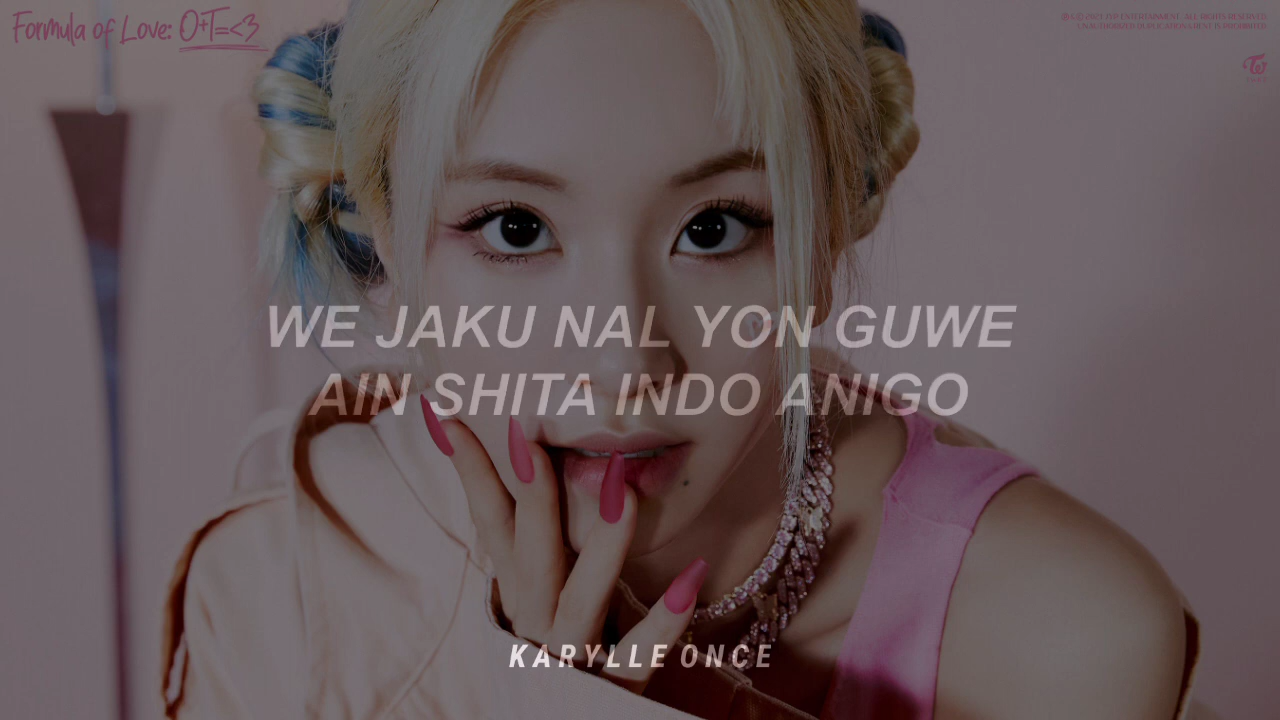 Formula of Love: O+T=<3
WE JAKU NAL YON GUWE
AIN SHITA INDO ANIGO
KARYLLE ONCE